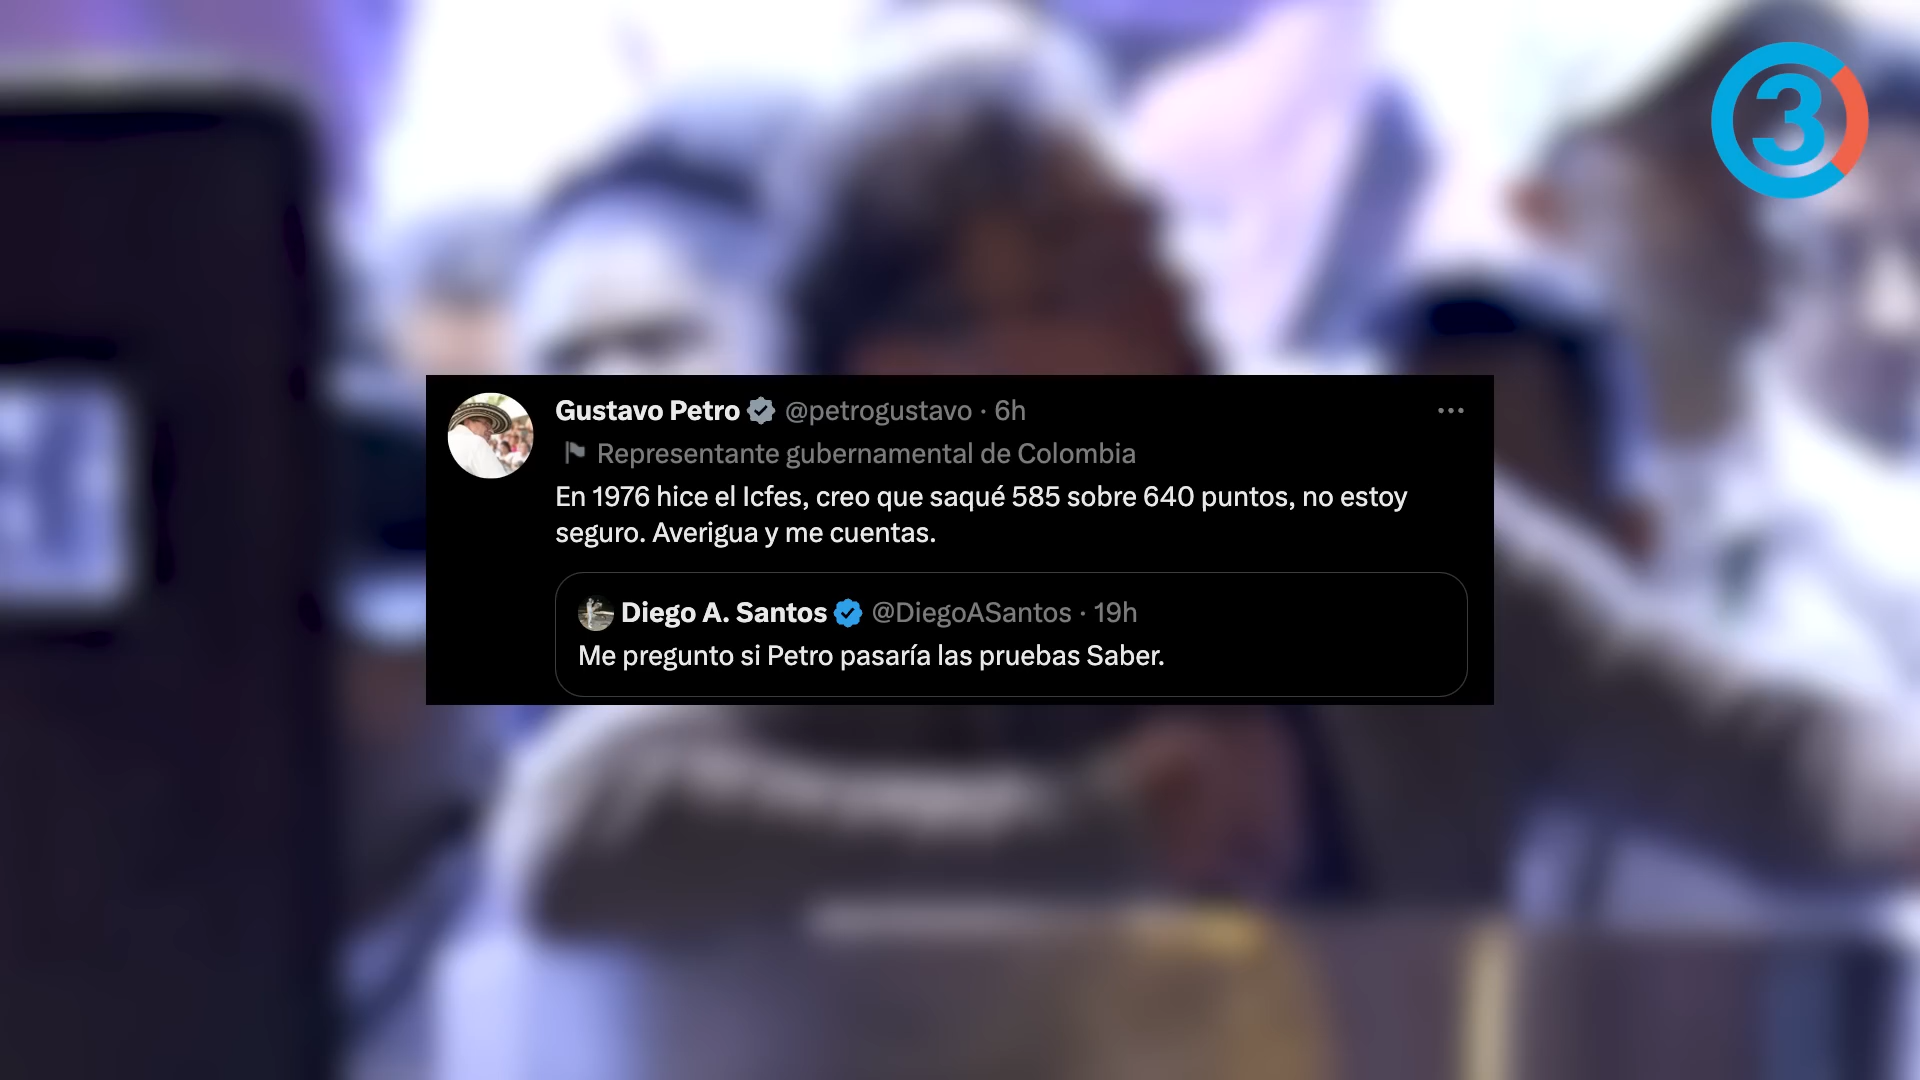 3
Gustavo Petro @petrogustavo · 6h
Representante gubernamental de Colombia
En 1976 hice el Icfes, creo que saqué 585 sobre 640 puntos, no estoy
seguro. Averigua y me cuentas.
Diego A. Santos @DiegoASantos · 19h
Me pregunto si Petro pasaría las pruebas Saber.